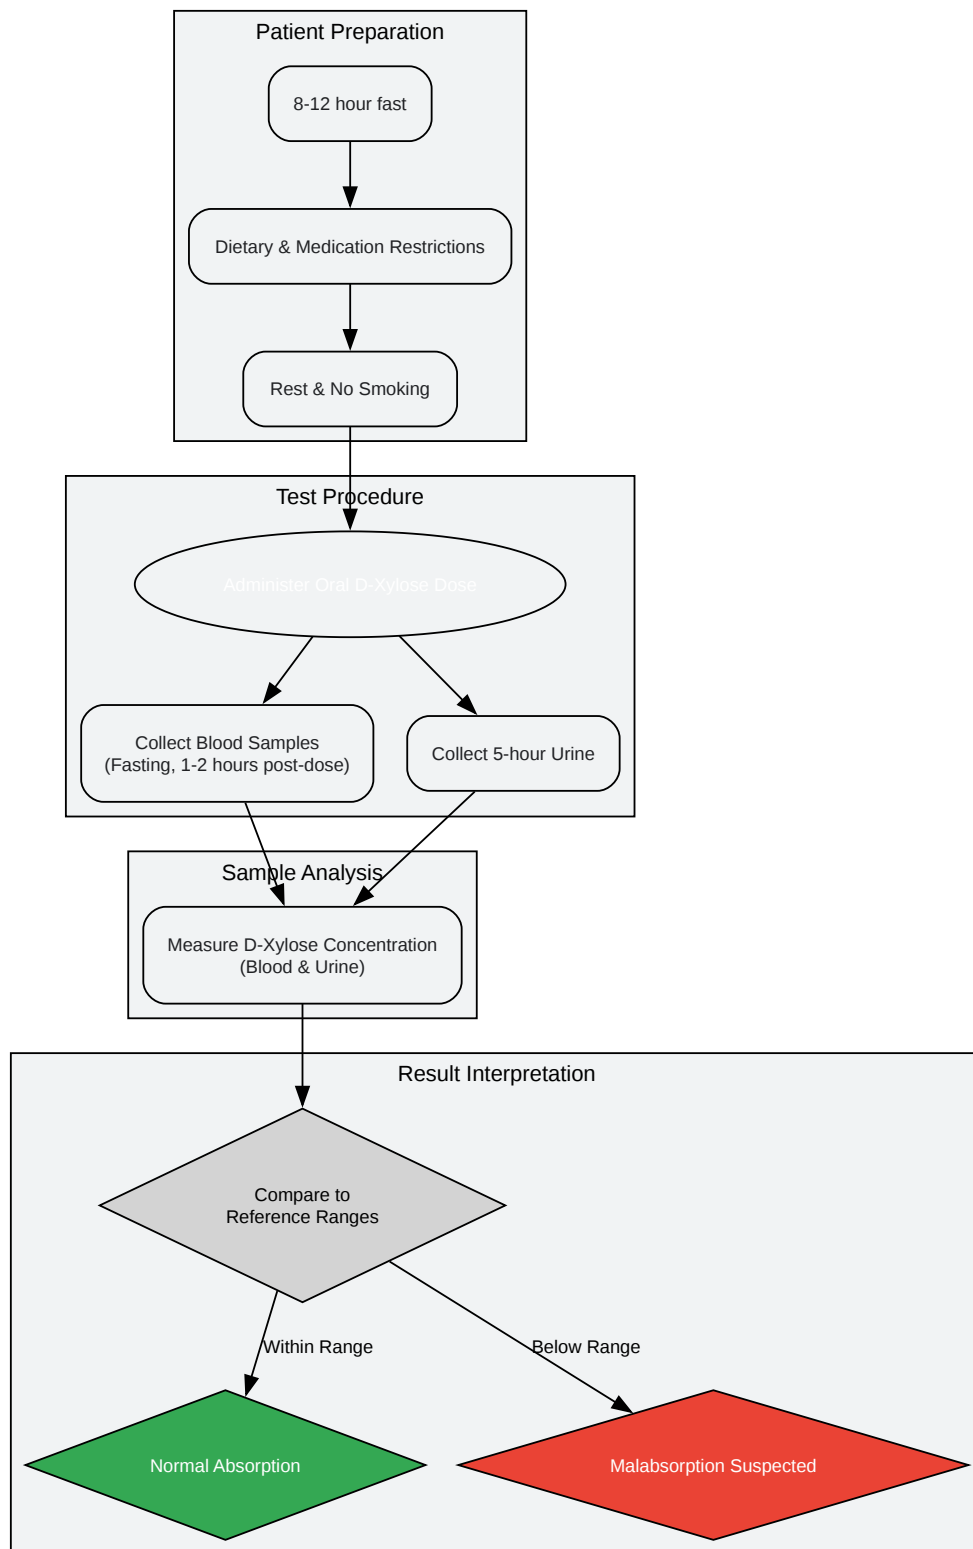 Patient Preparation
8-12 hour fast
Dietary & Medication Restrictions
Rest & No Smoking
Test Procedure
Administer Oral D-Xylose Dose
Collect Blood Samples
(Fasting, 1-2 hours post-dose)
Collect 5-hour Urine
Sample Analysis
Measure D-Xylose Concentration
(Blood & Urine)
Result Interpretation
Compare to
Reference Ranges
Within Range
Below Range
Normal Absorption
Malabsorption Suspected